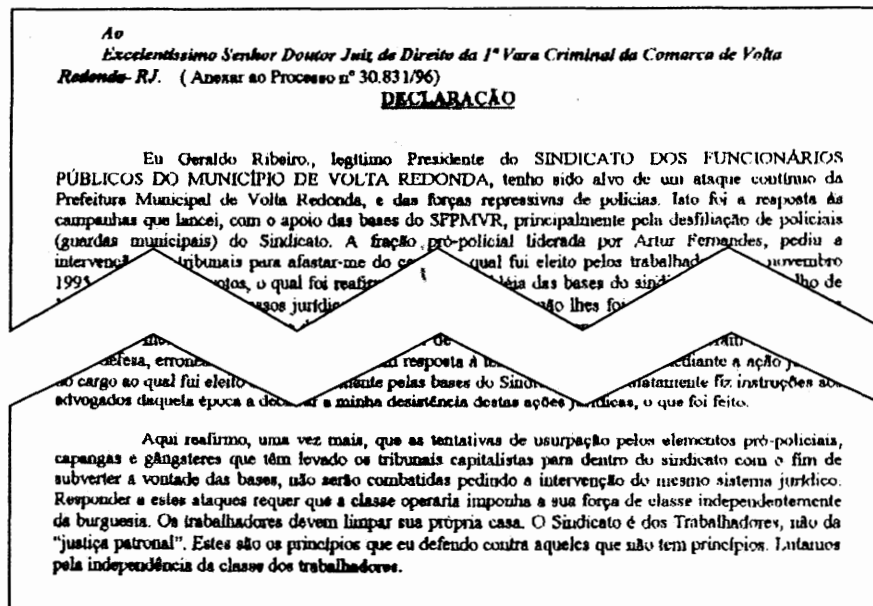 Ao
Excelentíssimo Senhor Doutor Juiz de Direito da 1ª Vara Criminal da Comarca de Volta
Redonda- RJ. ( Anexar ao Processo nº 30.831/96)
DECLARAÇÃO
Eu Geraldo Ribeiro., legítimo Presidente do SINDICATO DOS FUNCIONÁRIOS
PÚBLICOS DO MUNICÍPIO DE VOLTA REDONDA, tenho sido alvo de um ataque contínuo da
Prefeitura Municipal de Volta Redonda, e das forças repressivas de polícias. Isto foi a resposta às
campanhas que lancei, com o apoio das bases do SFPMVR, principalmente pela desfiliação de policiais
(guardas municipais) do Sindicato. A fração pró-policial liderada por Artur Fernandes, pediu a
tribunais para afastar-me do qual fui eleito pelos novembro
o qual foi das bases do
jurídic lhes foi
de
defesa, resposta à mediante a ação
ao cargo ao qual fui eleito pelas bases do fiz instruções aos
advogados daquela época a minha desistência destas ações jurídicas, o que foi feito.
Aqui reafirmo, uma vez mais, que as tentativas de usurpação pelos elementos pró-policiais,
capangas e gângsteres que têm levado os tribunais capitalistas para dentro do sindicato com o fim de
subverter a vontade das bases, não serão combatidas pedindo a intervenção do mesmo sistema jurídico.
Responder a estes ataques requer que a classe operaria imponha a sua força de classe independentemente
da burguesia. Os trabalhadores devem limpar sua própria casa. O Sindicato é dos Trabalhadores, não da
"justiça patronal". Estes são os princípios que eu defendo contra aqueles que não tem princípios. Lutamos
pela independência da classe dos trabalhadores.